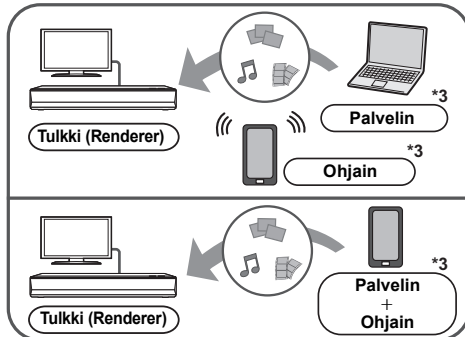 *3
Palvelin
Tulkki (Renderer)
*3
Ohjain
*3
Palvelin
+
Ohjain
Tulkki (Renderer)